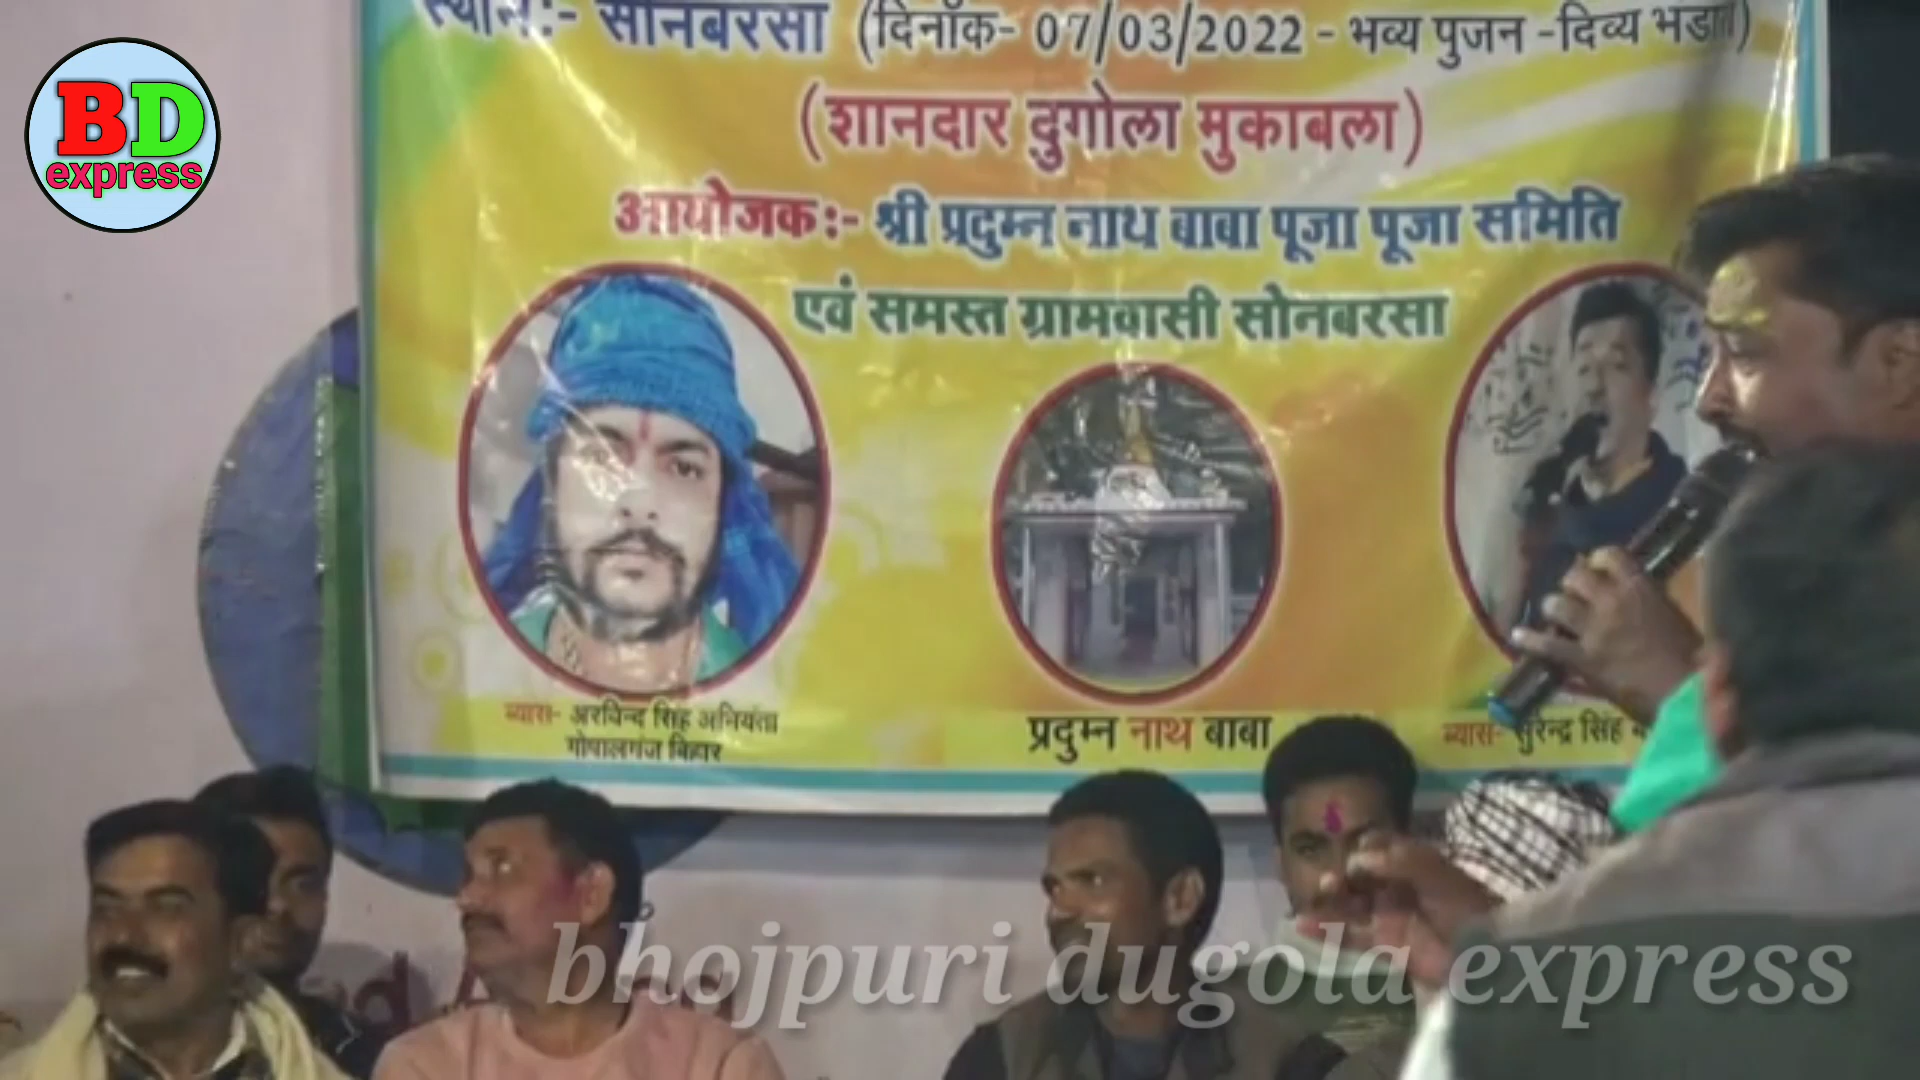 स्थान:- सोनबरसा (दिनाँक- 07/03/2022 - भव्य पुजन -दिव्य भंडारा)
(शानदार दुगोला मुकाबला)
आयोजक:- श्री प्रदुम्न नाथ बाबा पूजा पूजा समिति
एवं समस्त ग्रामवासी सोनबरसा
व्यास- अरविन्द सिंह अभियंता
गोपालगंज बिहार
प्रदुम्न नाथ बाबा
व्यास- सुरेन्द्र सिंह
BD
express
bhojpuri dugola express